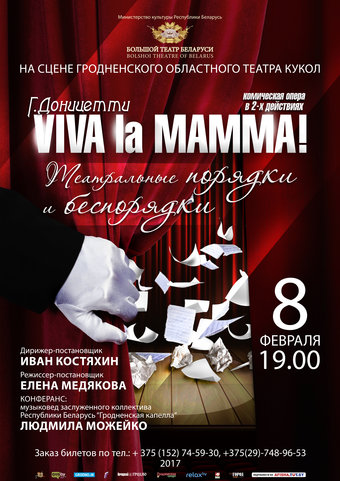 Министерство культуры Республики Беларусь
БОЛЬШОЙ ТЕАТР БЕЛАРУСИ
BOLSHOI THEATRE OF BELARUS
НА СЦЕНЕ ГРОДНЕНСКОГО ОБЛАСТНОГО ТЕАТРА КУКОЛ
Г.Доницетти
комическая опера
в 2-х действиях
VIVA la MAMMA!
Театральные порядки
и беспорядки
8
ФЕВРАЛЯ
19.00
Дирижер-постановщик
ИВАН КОСТЯХИН
Режиссер-постановщик
ЕЛЕНА МЕДЯКОВА
КОНФЕРАНС:
музыковед заслуженного коллектива
Республики Беларусь "Гродненская капелла"
ЛЮДМИЛА МОЖЕЙКО
Заказ билетов по тел.: + 375 (152) 74-59-30, +375(29)-748-96-53
2017